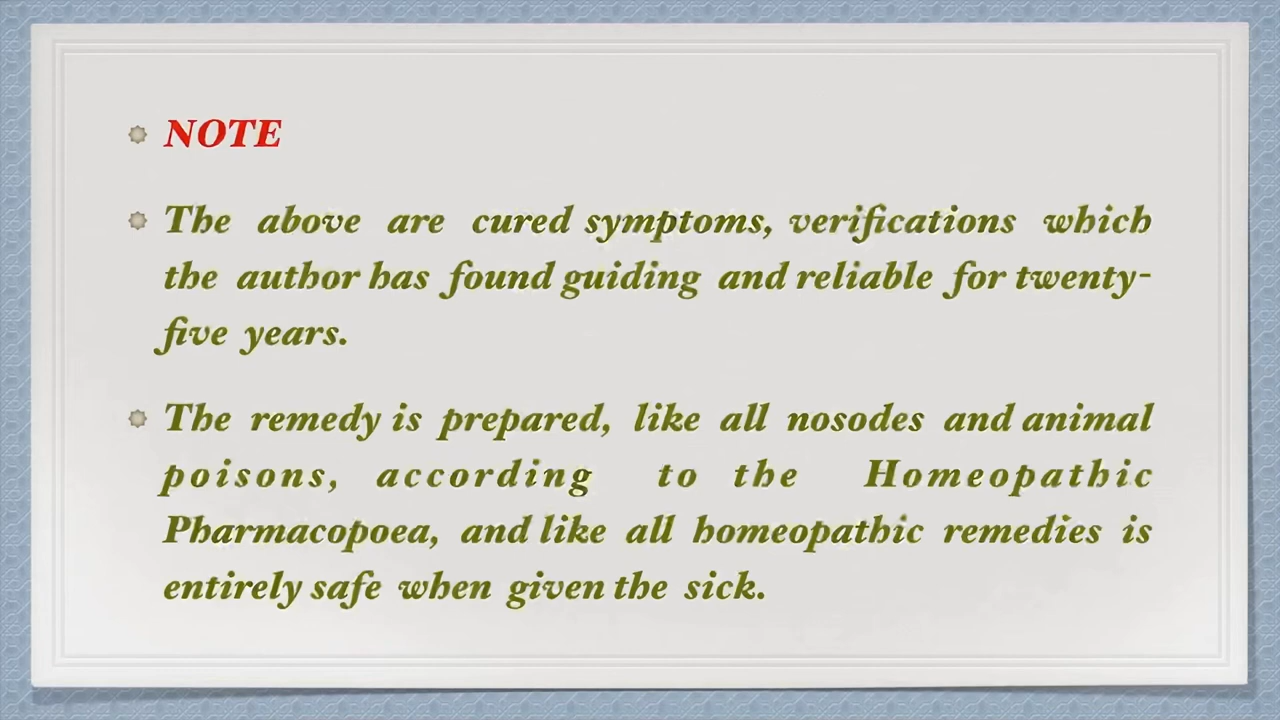 NOTE
The above are cured symptoms, verifications which
the author has found guiding and reliable for twenty-
five years.
The remedy is prepared, like all nosodes and animal
poisons, according to the Homeopathic
Pharmacopoea, and like all homeopathic remedies is
entirely safe when given the sick.